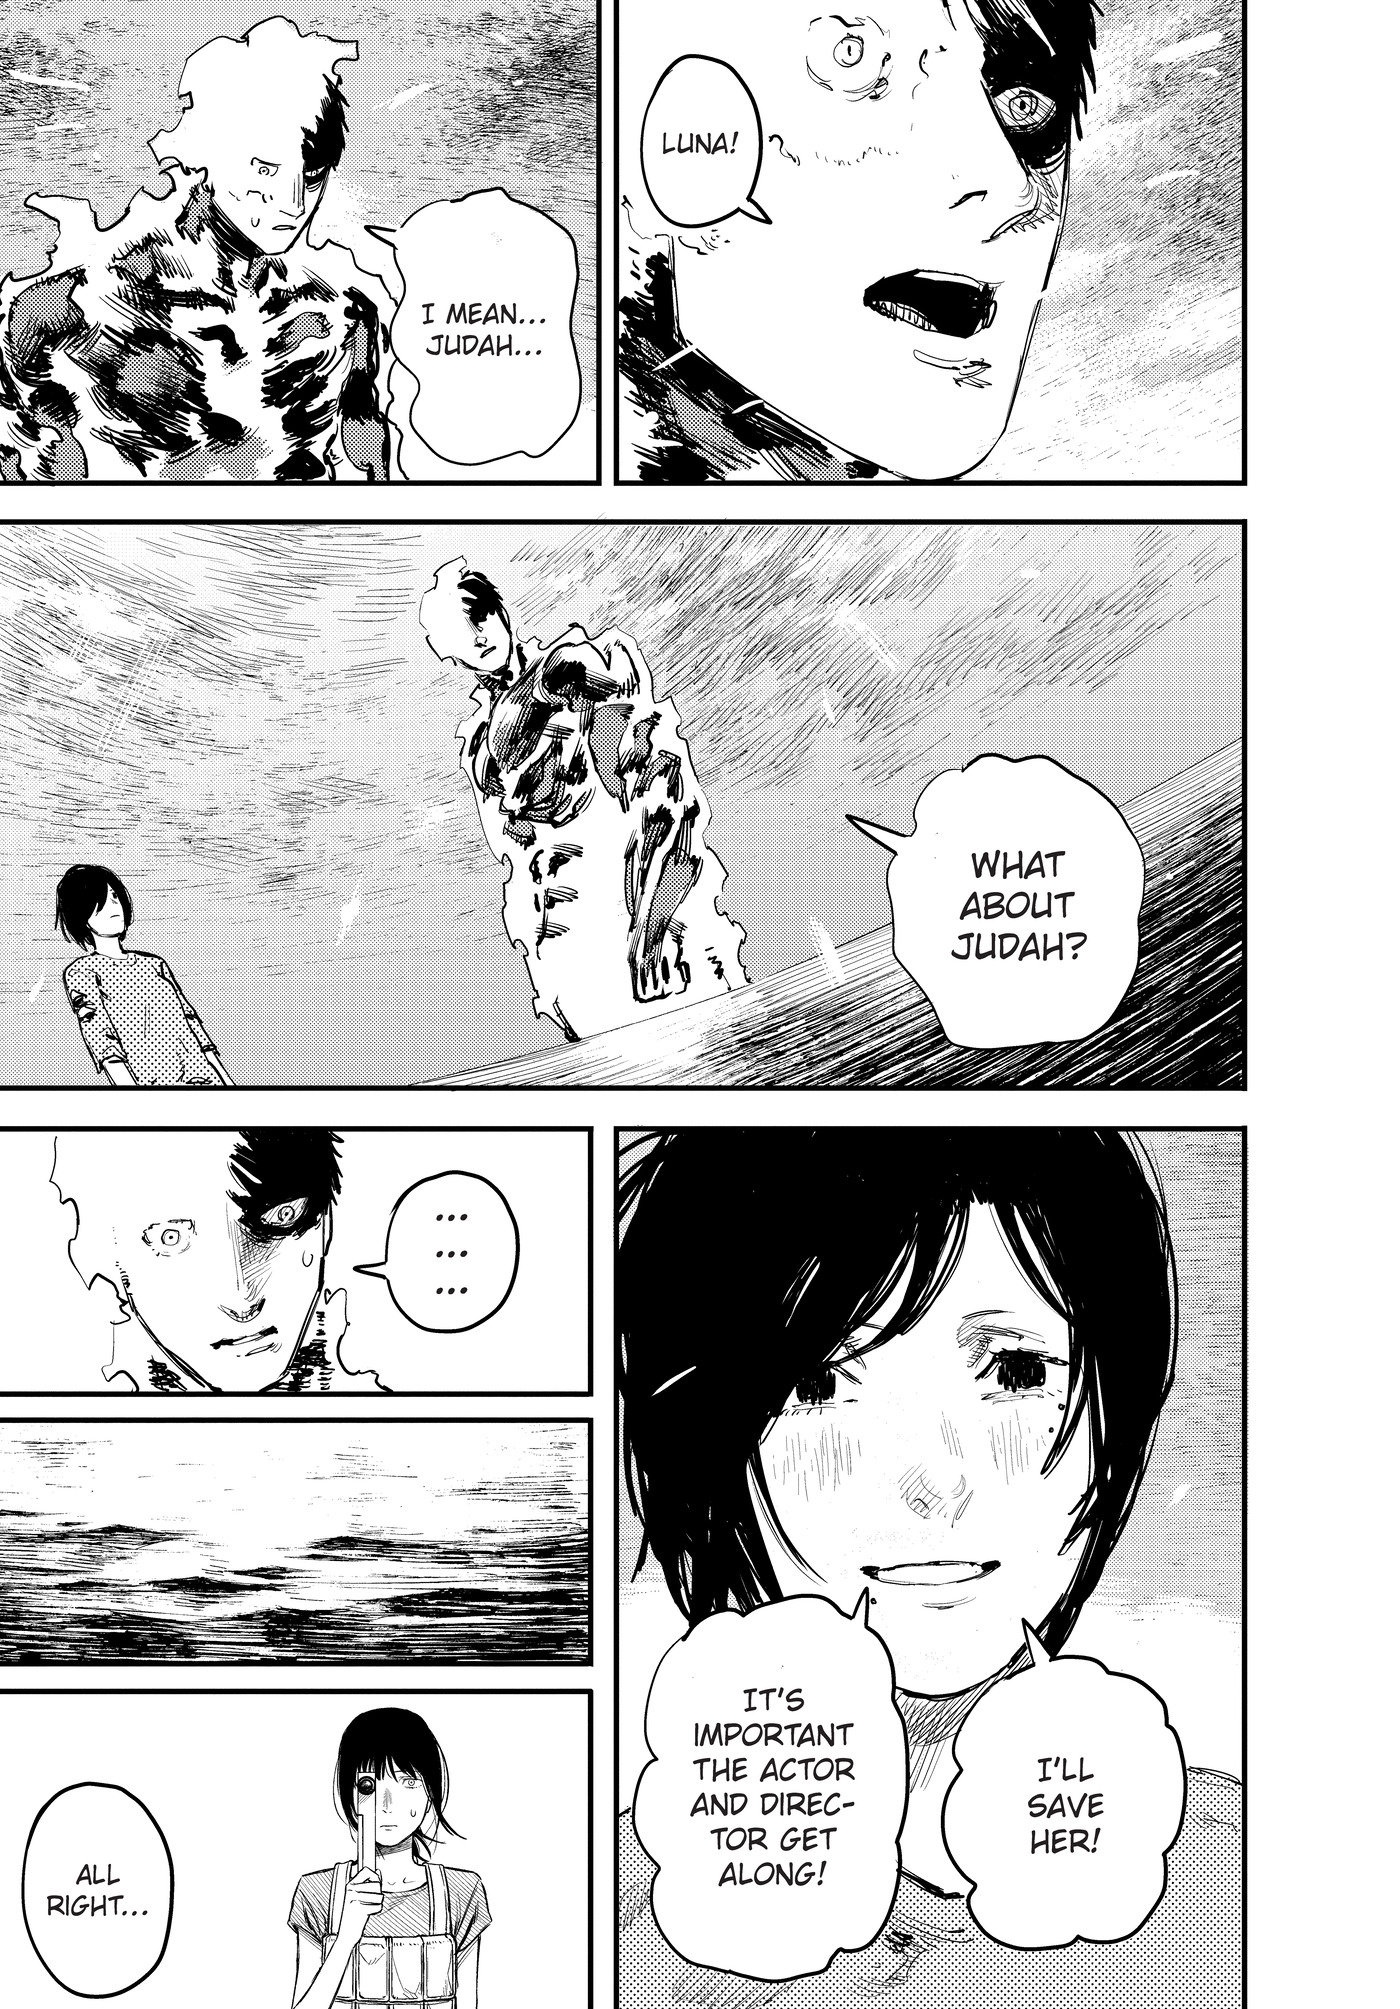 LUNA!
I MEAN...
JUDAH...
WHAT
ABOUT
JUDAH?
I'LL
SAVE
HER!
IT'S
IMPORTANT
THE ACTOR
AND DIREC-
TOR GET
ALONG!
...
...
...
ALL
RIGHT...